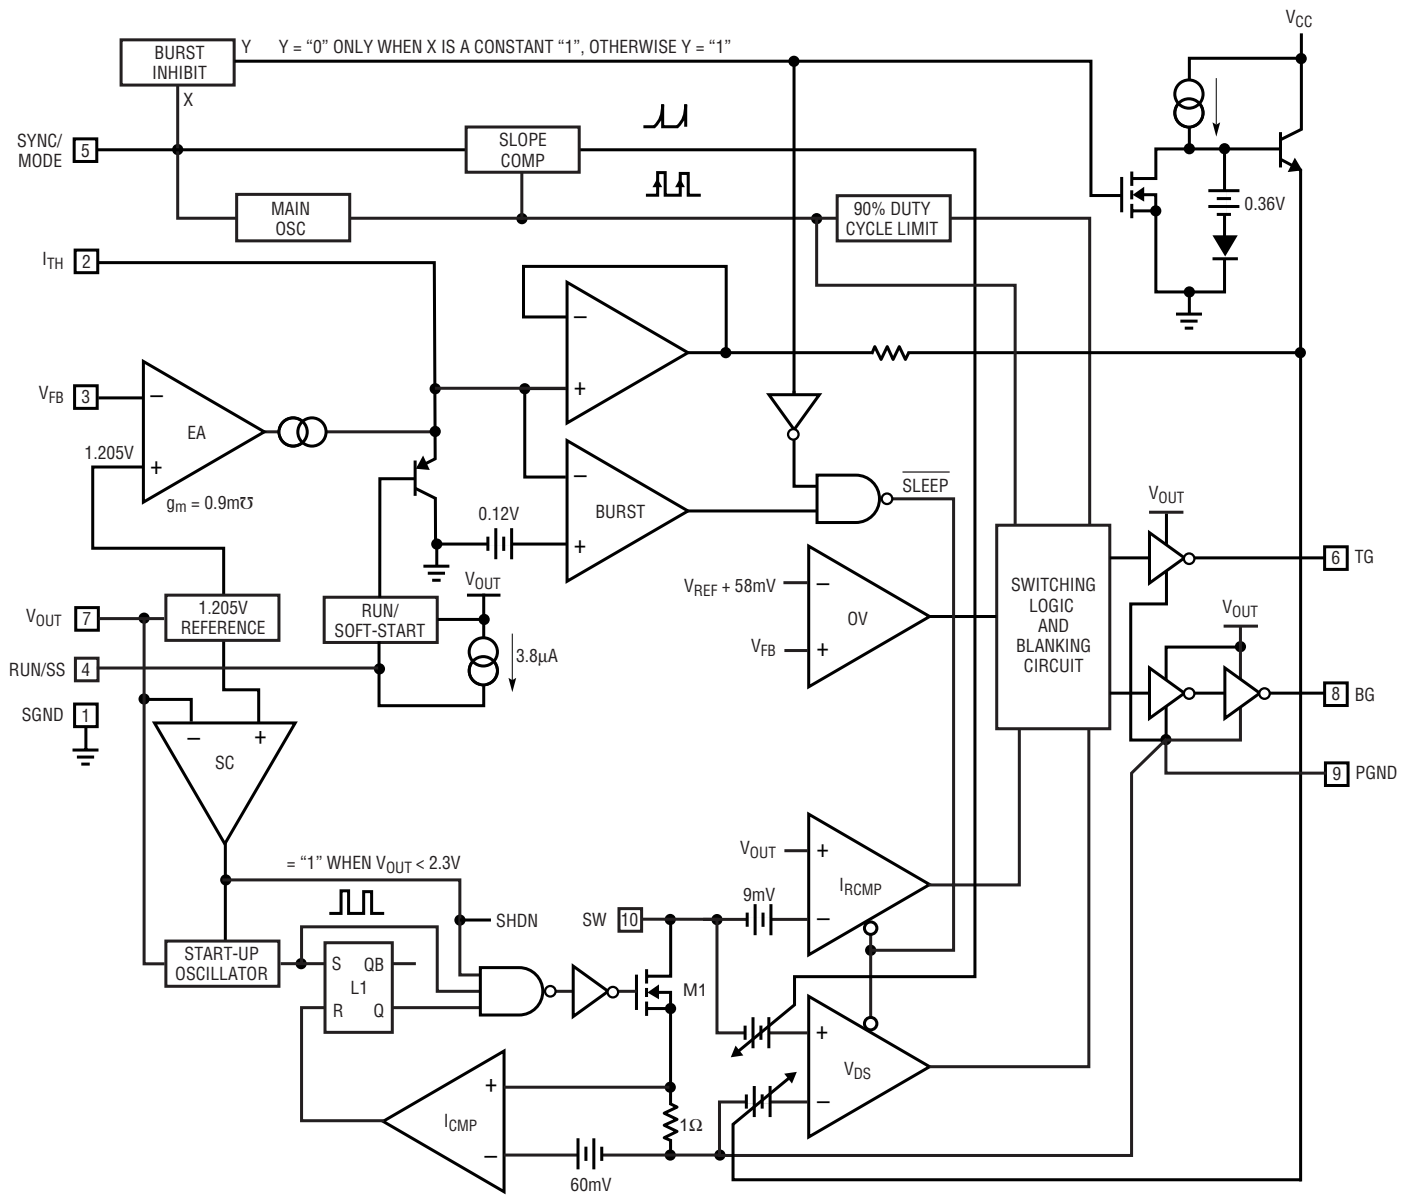 VCC
BURST
INHIBIT
Y
Y = “0” ONLY WHEN X IS A CONSTANT “1”, OTHERWISE Y = “1”
X
SYNC/
MODE
5
SLOPE
COMP
MAIN
OSC
90% DUTY
CYCLE LIMIT
0.36V
ITH
2
−
+
VFB
3
−
EA
1.205V
+
gm = 0.9m℧
−
BURST
+
0.12V
SLEEP
VOUT
6
TG
VREF + 58mV
−
OV
VFB
+
SWITCHING
LOGIC
AND
BLANKING
CIRCUIT
VOUT
RUN/
SOFT-START
3.8µA
VOUT
7
1.205V
REFERENCE
VOUT
RUN/SS
4
8
BG
SGND
1
−
+
SC
9
PGND
= “1” WHEN VOUT < 2.3V
VOUT
+
IRCMP
9mV
−
SHDN
SW
10
START-UP
OSCILLATOR
S
QB
L1
R
Q
M1
+
VDS
−
+
ICMP
−
1Ω
60mV